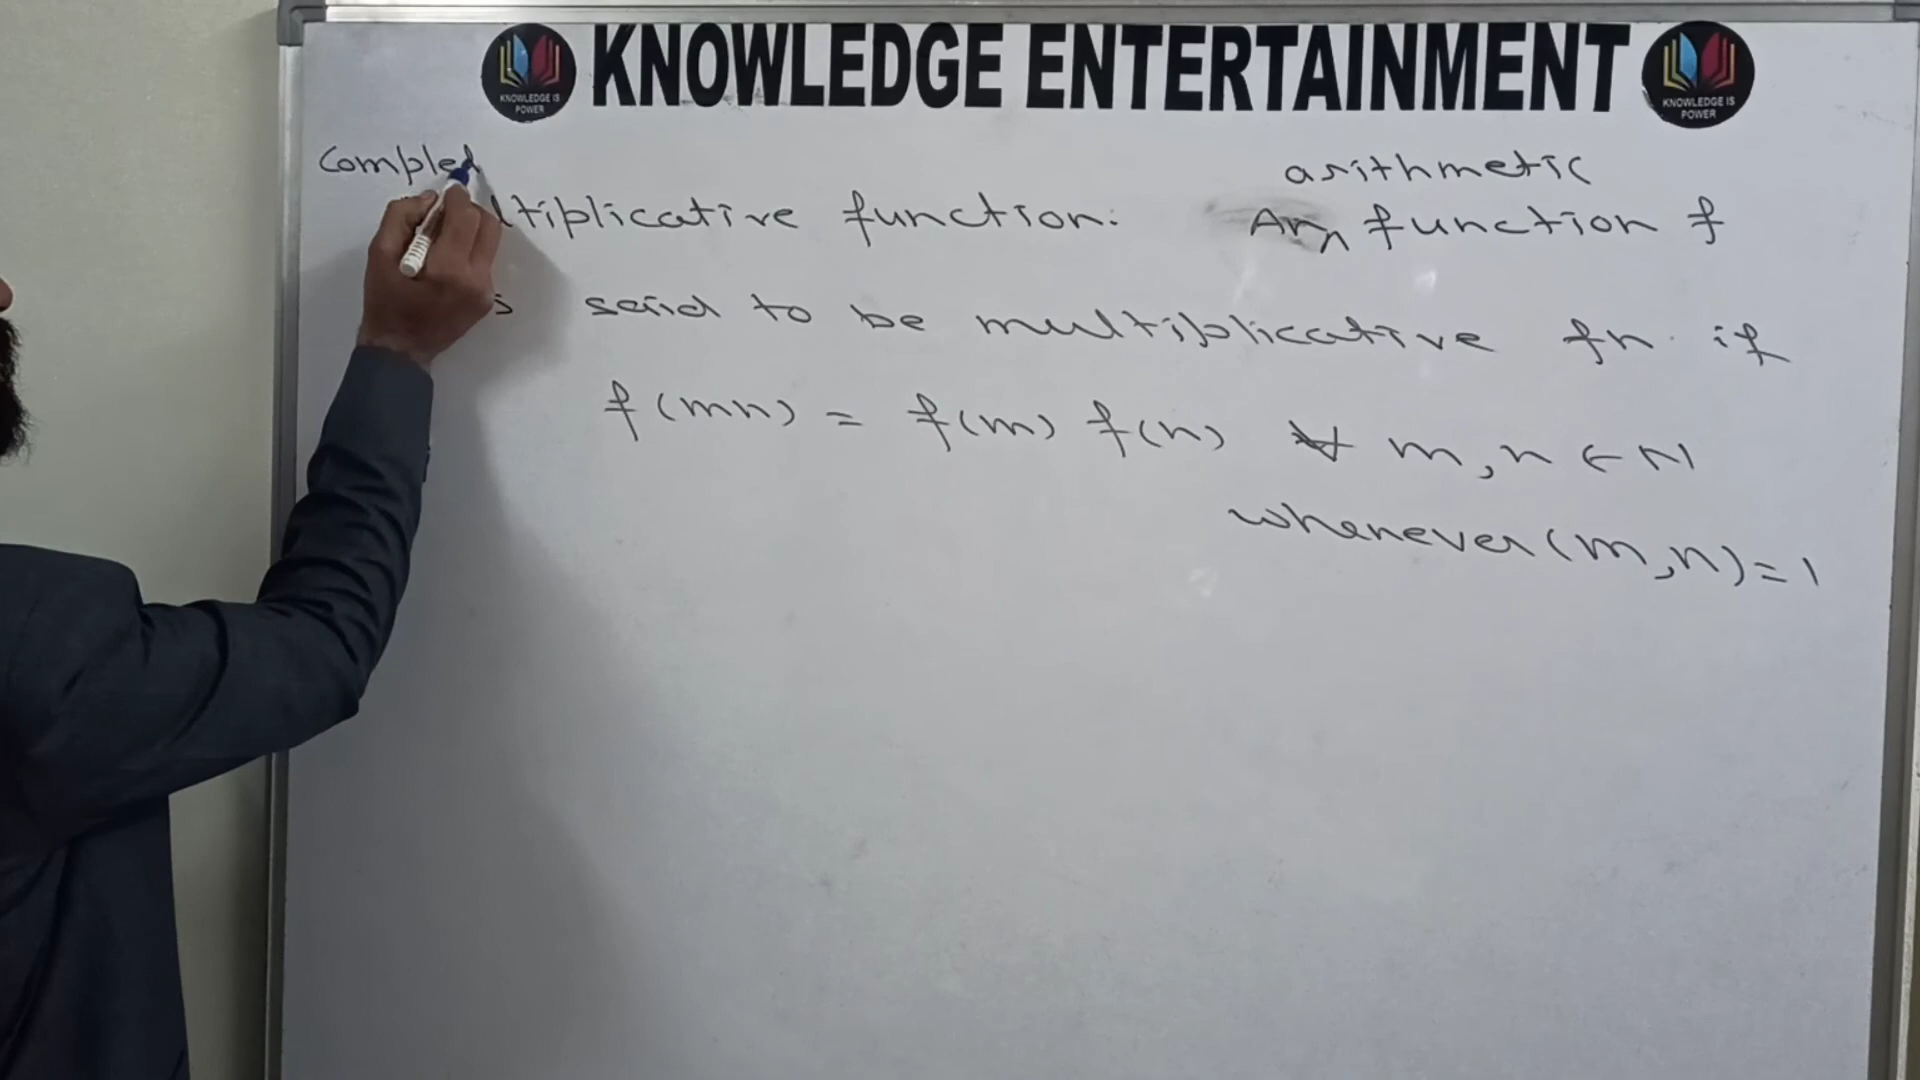 KNOWLEDGE ENTERTAINMENT
KNOWLEDGE IS
POWER
KNOWLEDGE IS
POWER
Complet
ltiplicative function:
arithmetic
An function f
said to be multiplicative fn. if
f(mn) = f(m) f(n) ∀ m,n ∈ N
whenever (m,n)=1